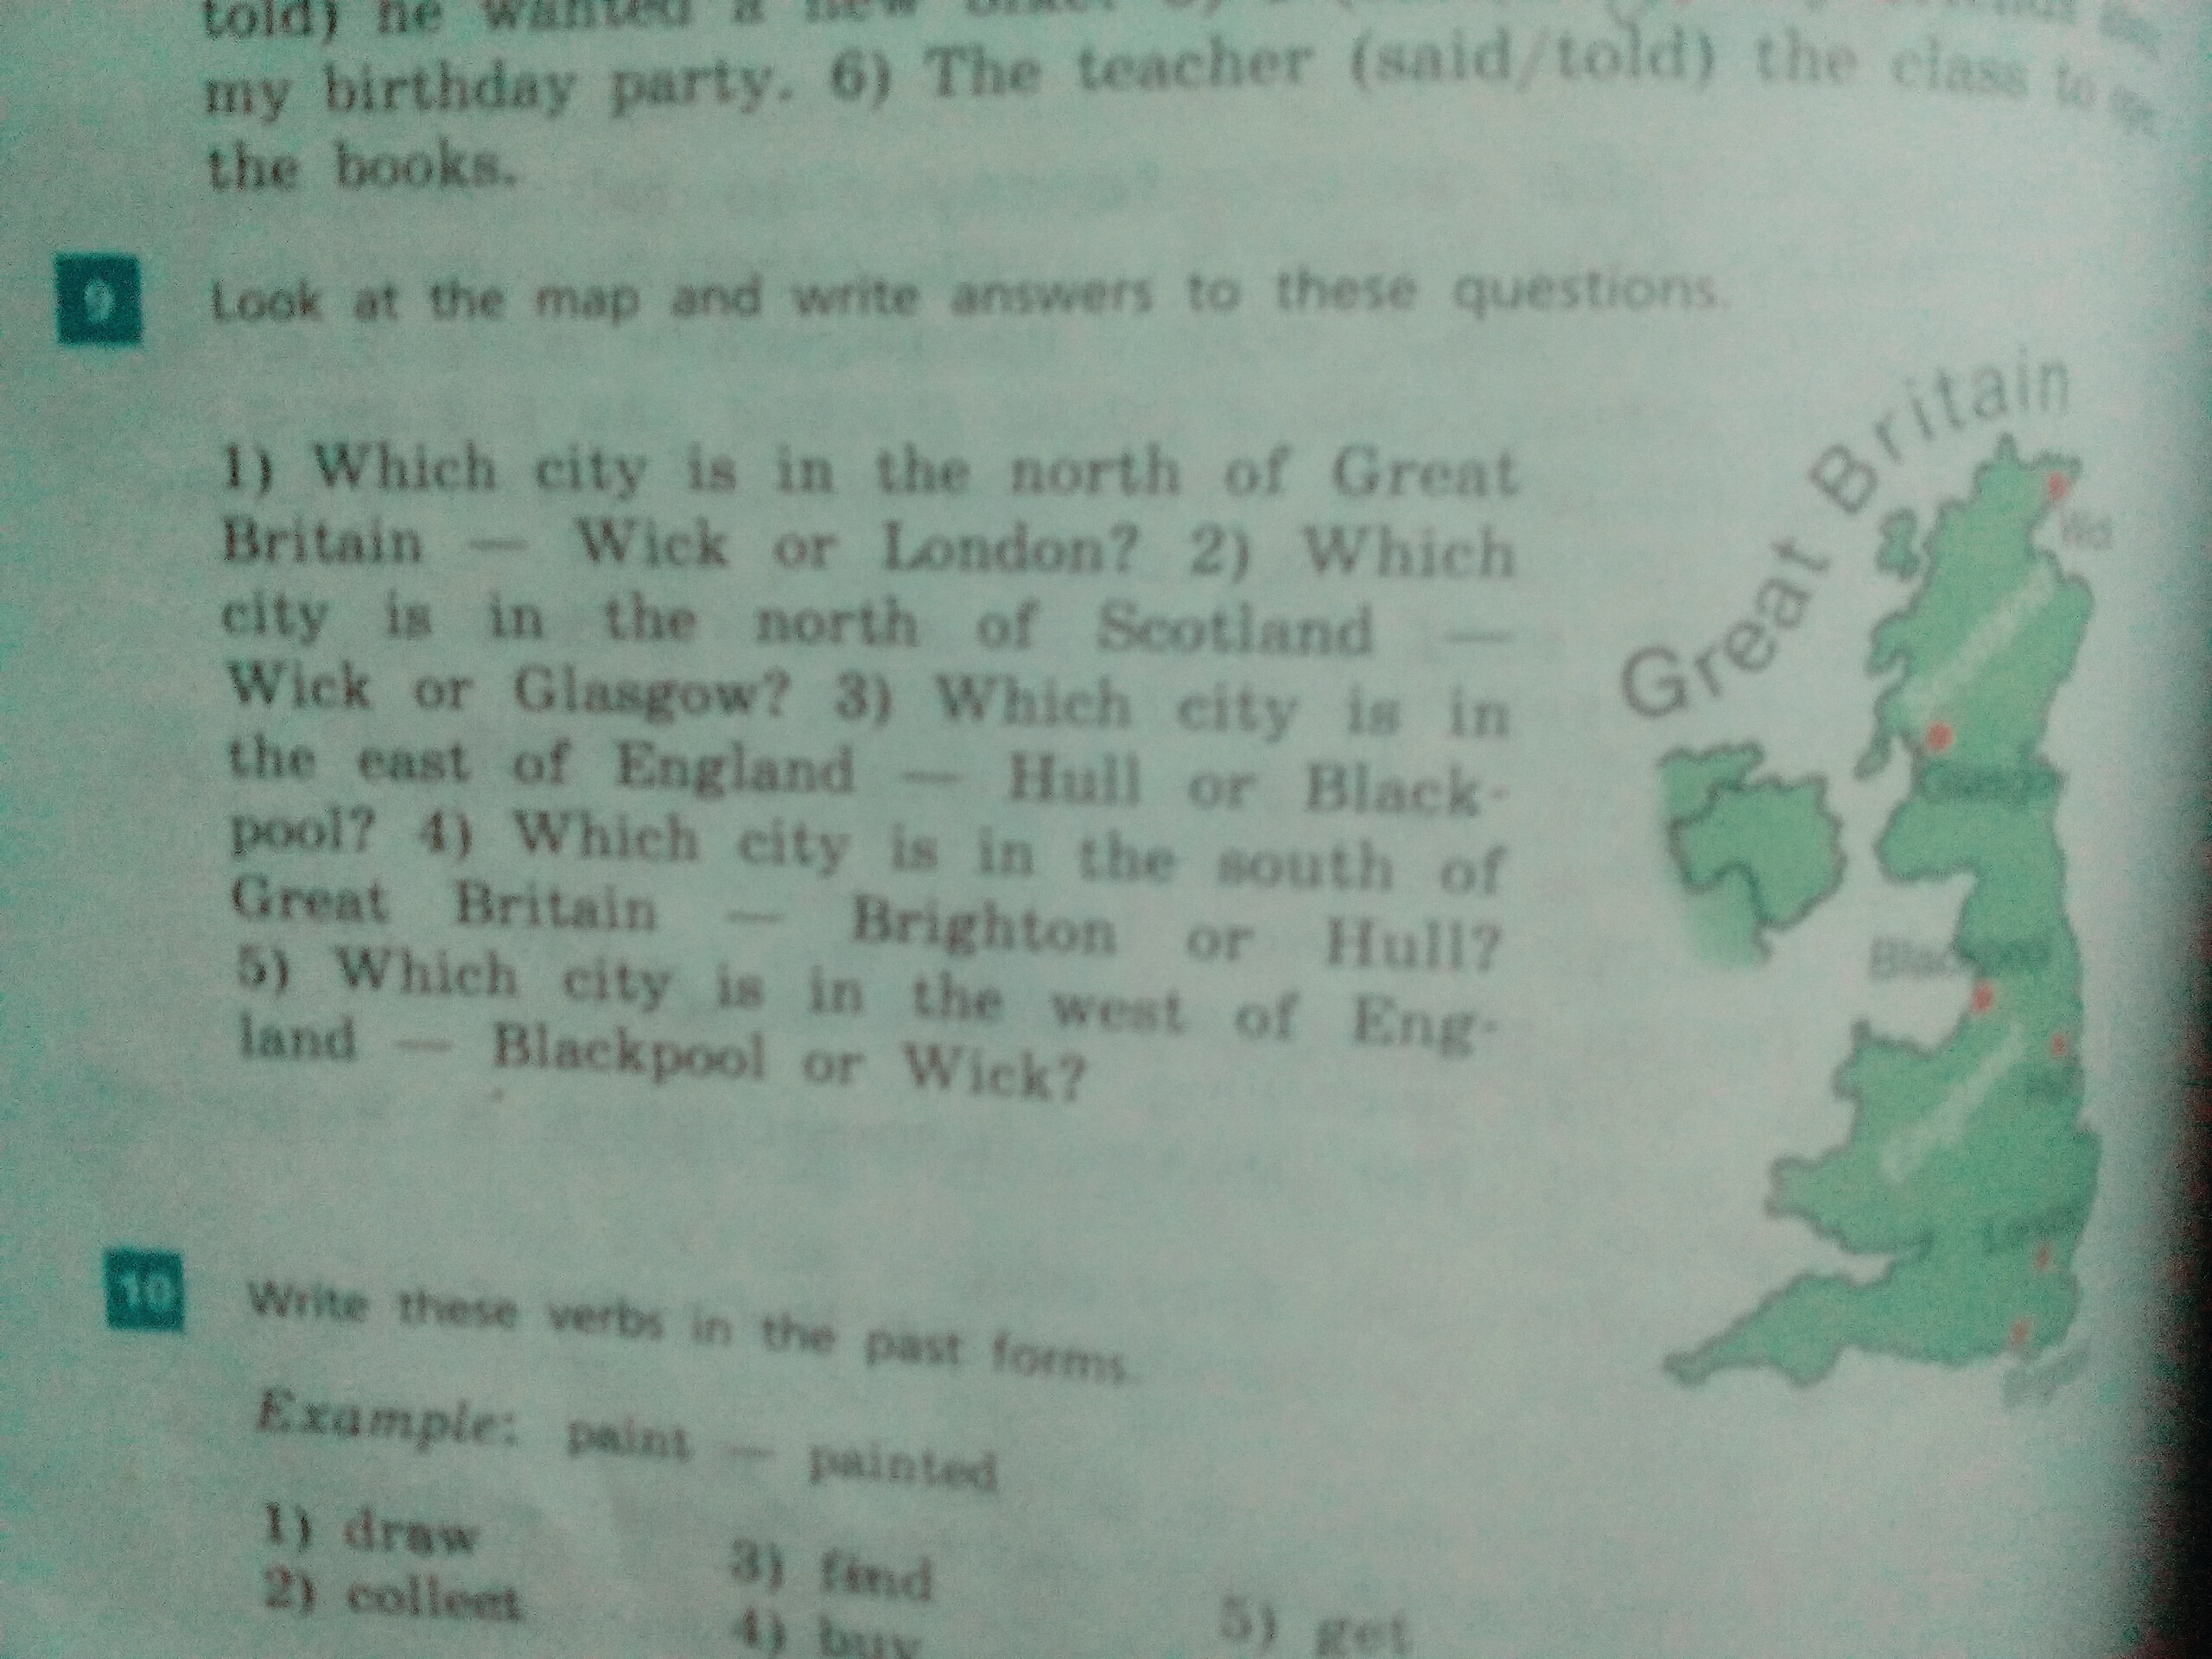 told) he wanted a new
my birthday party. 6) The teacher (said/told) the class to
the books.
9
Look at the map and write answers to these questions.
Great Britain
1) Which city is in the north of Great
Britain — Wick or London? 2) Which
city is in the north of Scotland —
Wick or Glasgow? 3) Which city is in
the east of England — Hull or Black-
pool? 4) Which city is in the south of
Great Britain — Brighton or Hull?
5) Which city is in the west of Eng-
land — Blackpool or Wick?
Blackpool
10
Write these verbs in the past forms.
Example: paint — painted
1) draw
2) collect
3) find
4) buy
5) get